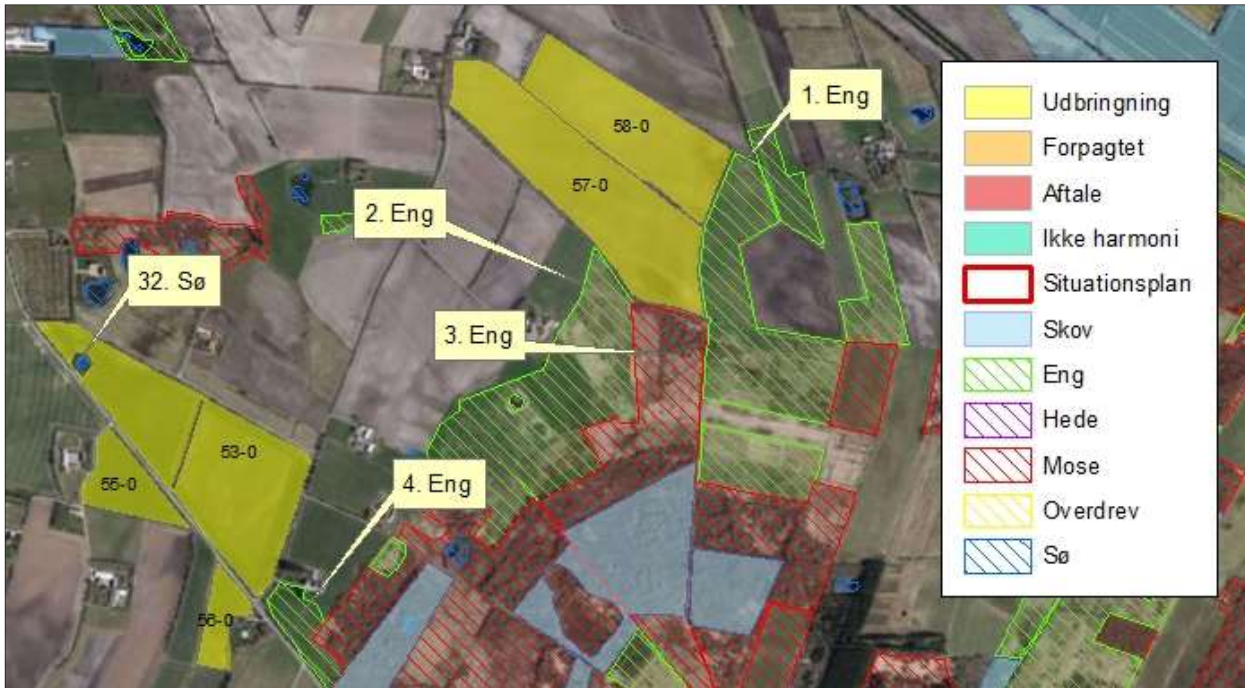 1. Eng
58-0
57-0
2. Eng
32. Sø
3. Eng
53-0
55-0
4. Eng
56-0
Udbringning
Forpagtet
Aftale
Ikke harmoni
Situationsplan
Skov
Eng
Hede
Mose
Overdrev
Sø